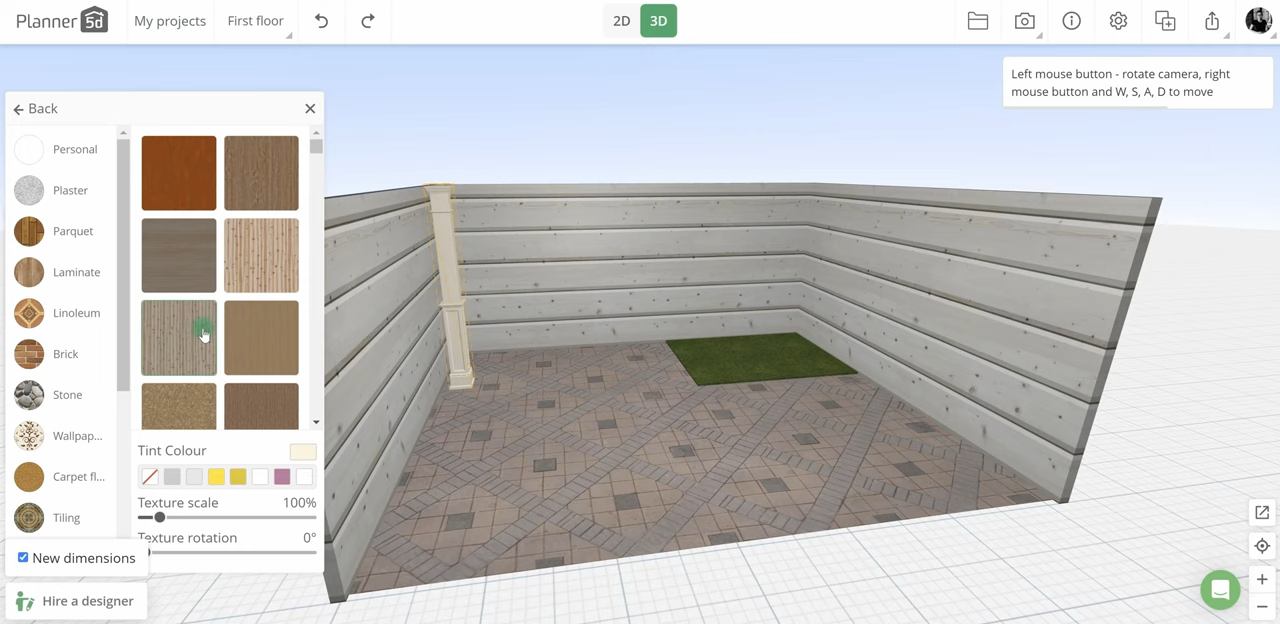 Planner 5d
My projects
First floor
2D
3D
Left mouse button - rotate camera, right
mouse button and W, S, A, D to move
Back
Personal
Plaster
Parquet
Laminate
Linoleum
Brick
Stone
Wallpap...
Carpet fl...
Tiling
Tint Colour
Texture scale 100%
Texture rotation 0°
New dimensions
Hire a designer